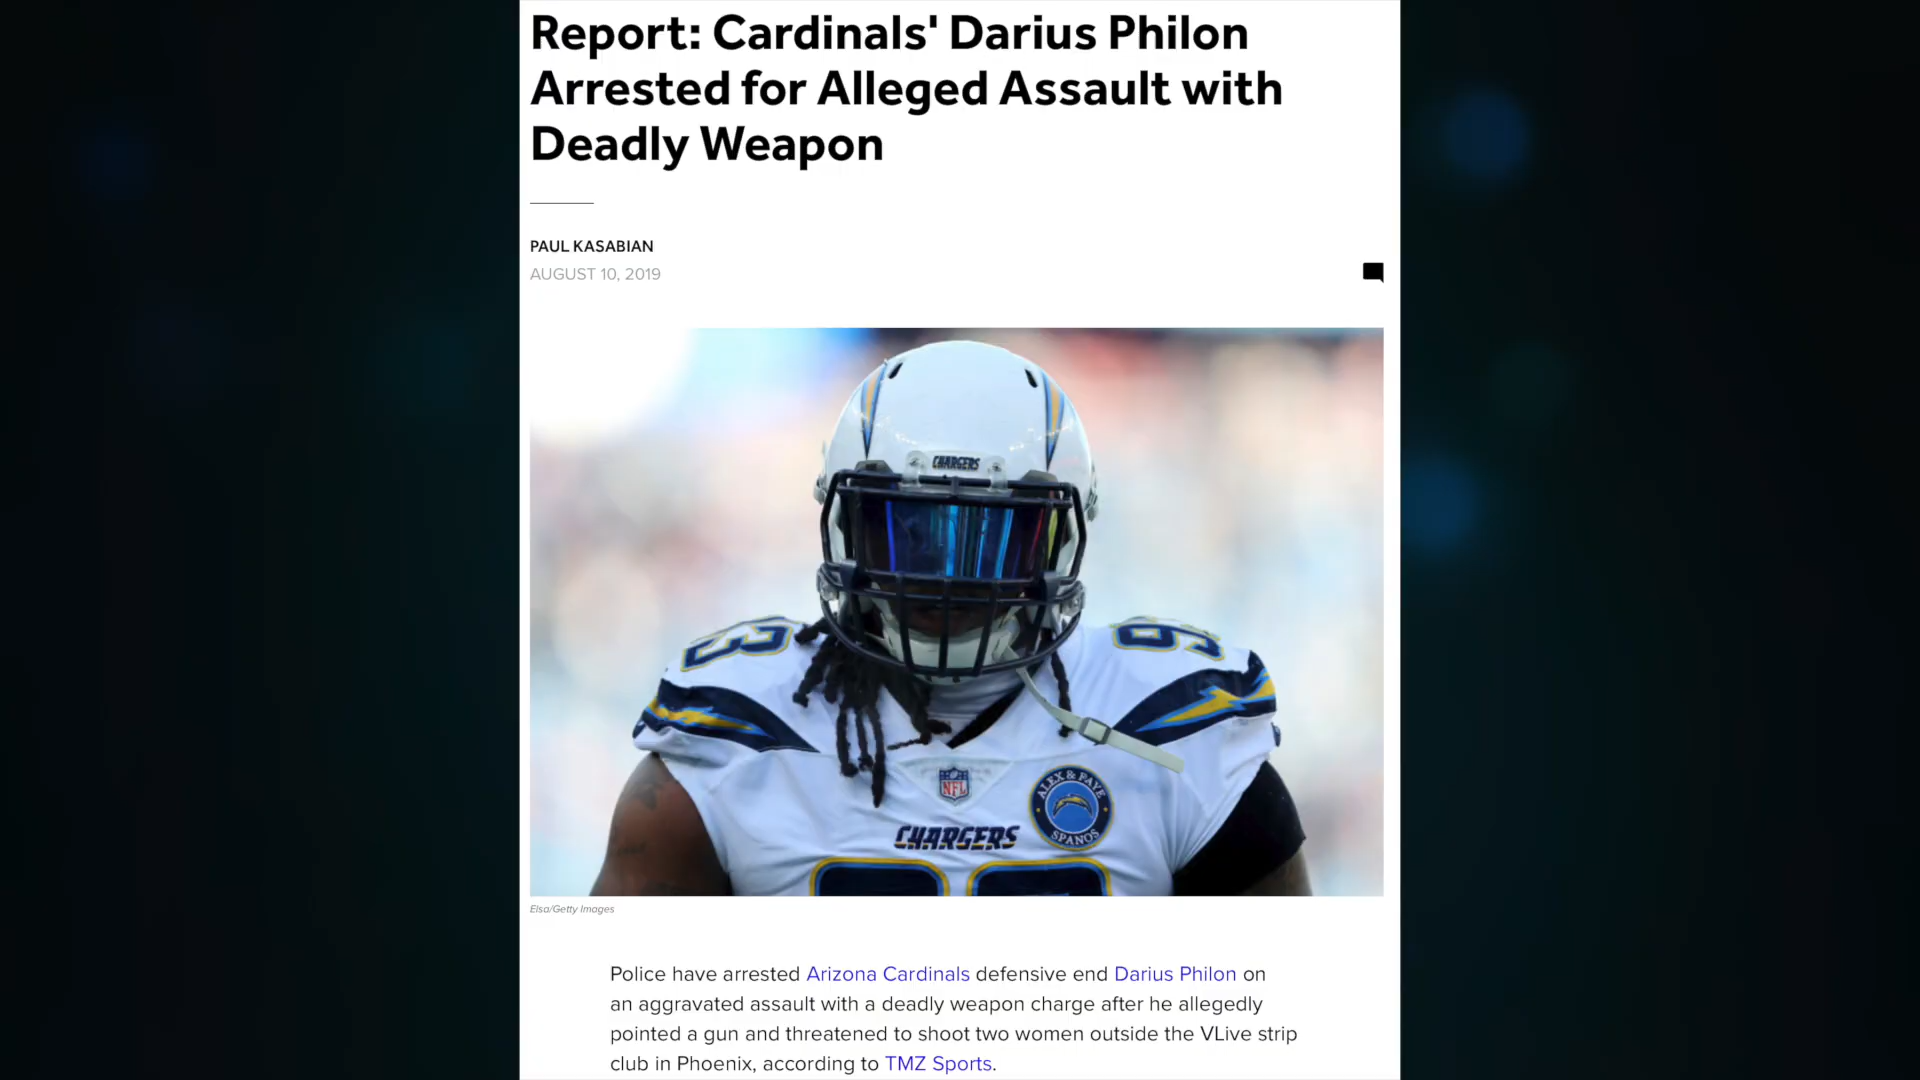 Report: Cardinals' Darius Philon
Arrested for Alleged Assault with
Deadly Weapon
PAUL KASABIAN
AUGUST 10, 2019
CHARGERS
93
93
NFL
ALEX & FAYE
SPANOS
CHARGERS
Elsa/Getty Images
Police have arrested Arizona Cardinals defensive end Darius Philon on
an aggravated assault with a deadly weapon charge after he allegedly
pointed a gun and threatened to shoot two women outside the VLive strip
club in Phoenix, according to TMZ Sports.